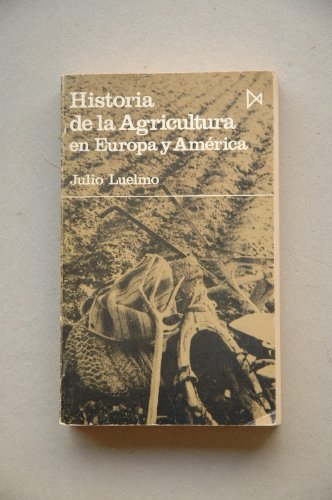 Historia
de la Agricultura
en Europa y América
Julio Luelmo